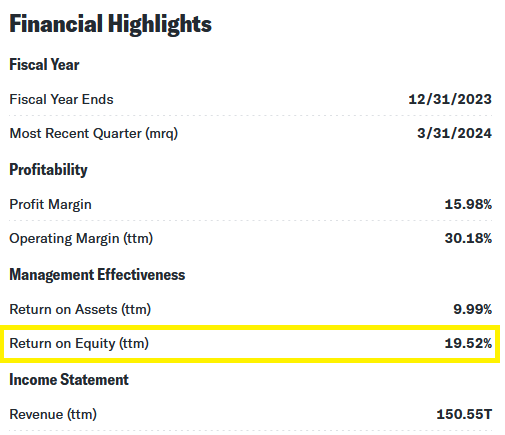 Financial Highlights
Fiscal Year
Fiscal Year Ends 12/31/2023
Most Recent Quarter (mrq) 3/31/2024
Profitability
Profit Margin 15.98%
Operating Margin (ttm) 30.18%
Management Effectiveness
Return on Assets (ttm) 9.99%
Return on Equity (ttm) 19.52%
Income Statement
Revenue (ttm) 150.55T